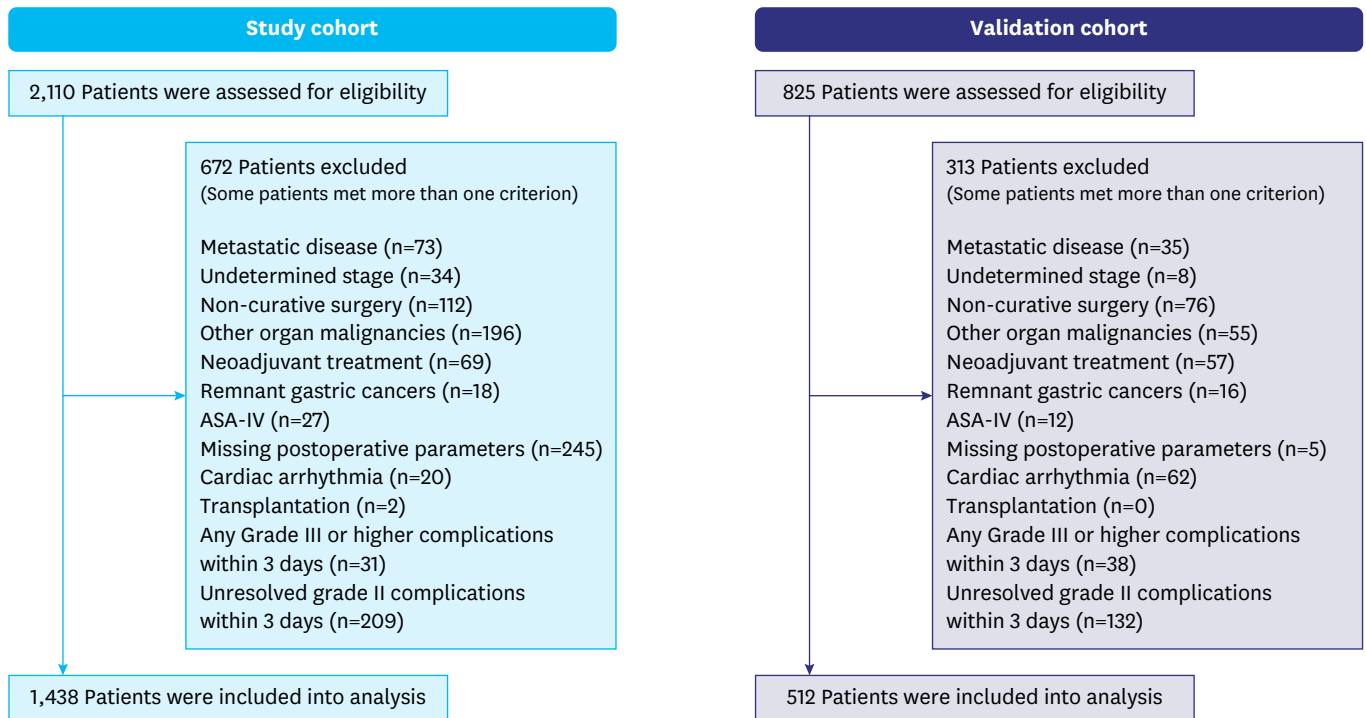 Study cohort
2,110 Patients were assessed for eligibility
672 Patients excluded
(Some patients met more than one criterion)
Metastatic disease (n=73)
Undetermined stage (n=34)
Non-curative surgery (n=112)
Other organ malignancies (n=196)
Neoadjuvant treatment (n=69)
Remnant gastric cancers (n=18)
ASA-IV (n=27)
Missing postoperative parameters (n=245)
Cardiac arrhythmia (n=20)
Transplantation (n=2)
Any Grade III or higher complications
within 3 days (n=31)
Unresolved grade II complications
within 3 days (n=209)
1,438 Patients were included into analysis
Validation cohort
825 Patients were assessed for eligibility
313 Patients excluded
(Some patients met more than one criterion)
Metastatic disease (n=35)
Undetermined stage (n=8)
Non-curative surgery (n=76)
Other organ malignancies (n=55)
Neoadjuvant treatment (n=57)
Remnant gastric cancers (n=16)
ASA-IV (n=12)
Missing postoperative parameters (n=5)
Cardiac arrhythmia (n=62)
Transplantation (n=0)
Any Grade III or higher complications
within 3 days (n=38)
Unresolved grade II complications
within 3 days (n=132)
512 Patients were included into analysis